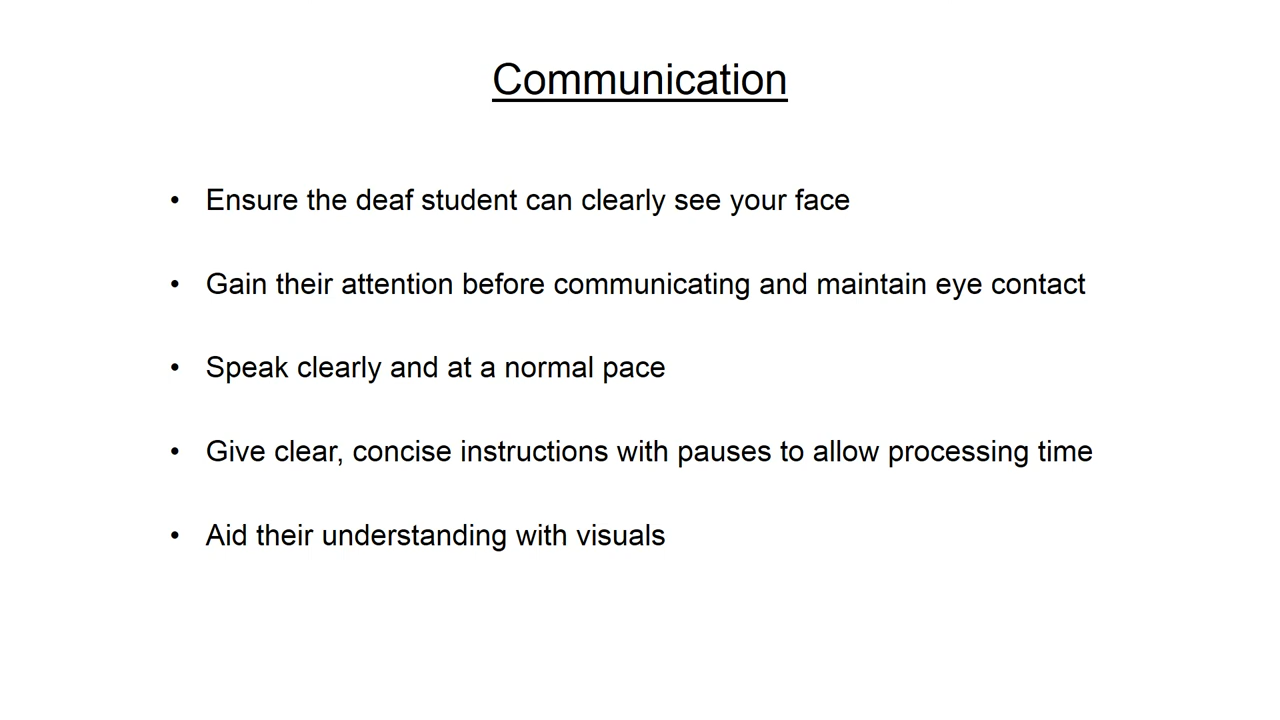 Communication
• Ensure the deaf student can clearly see your face
• Gain their attention before communicating and maintain eye contact
• Speak clearly and at a normal pace
• Give clear, concise instructions with pauses to allow processing time
• Aid their understanding with visuals